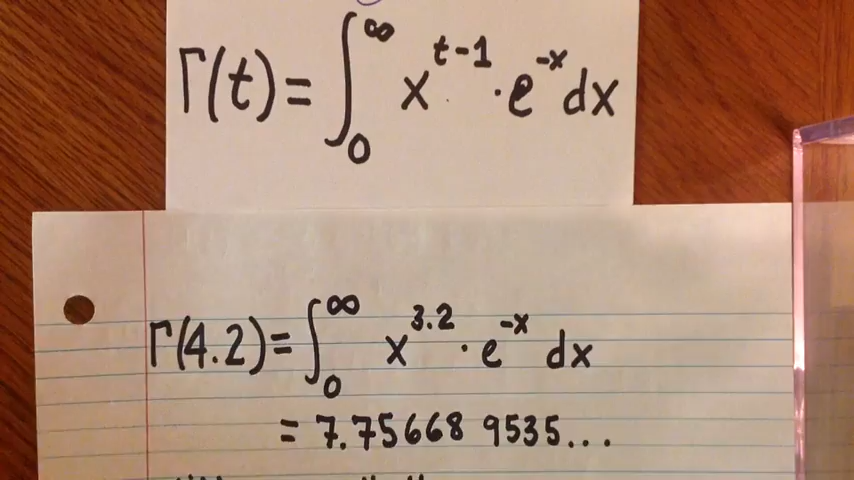 Γ(t) = ∫₀^∞ x^(t-1) · e^(-x) dx
Γ(4.2) = ∫₀^∞ x^3.2 · e^(-x) dx
= 7.75668 9535...